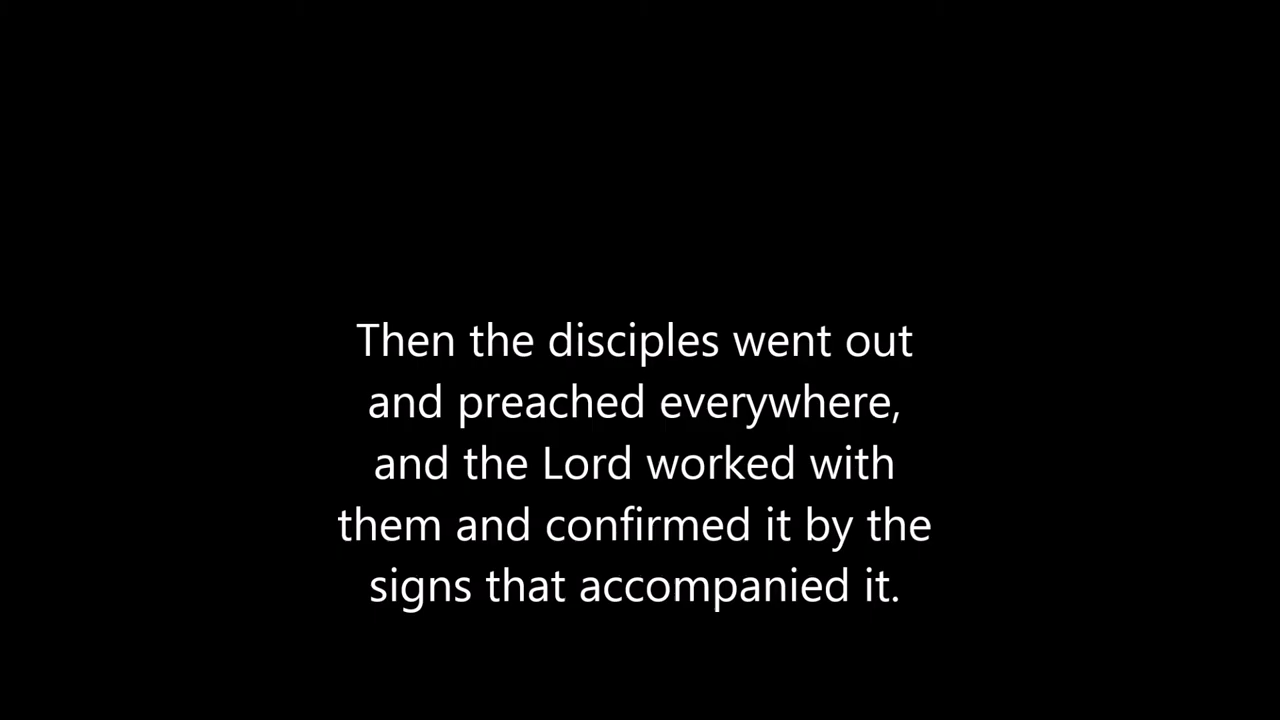 Then the disciples went out
and preached everywhere,
and the Lord worked with
them and confirmed it by the
signs that accompanied it.